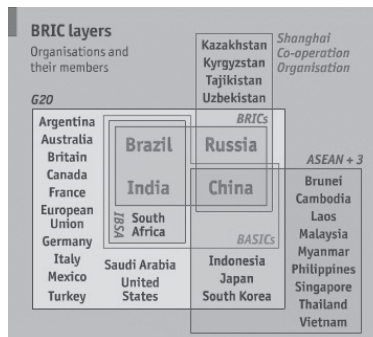 BRIC layers
Organisations and
their members
Kazakhstan
Kyrgyzstan
Tajikistan
Uzbekistan
Shanghai
Co-operation
Organisation
G20
Argentina
Australia
Britain
Canada
France
European
Union
Germany
Italy
Mexico
Turkey
BRICs
Brazil
Russia
India
China
IBSA
South
Africa
BASICs
Saudi Arabia
United
States
Indonesia
Japan
South Korea
ASEAN + 3
Brunei
Cambodia
Laos
Malaysia
Myanmar
Philippines
Singapore
Thailand
Vietnam